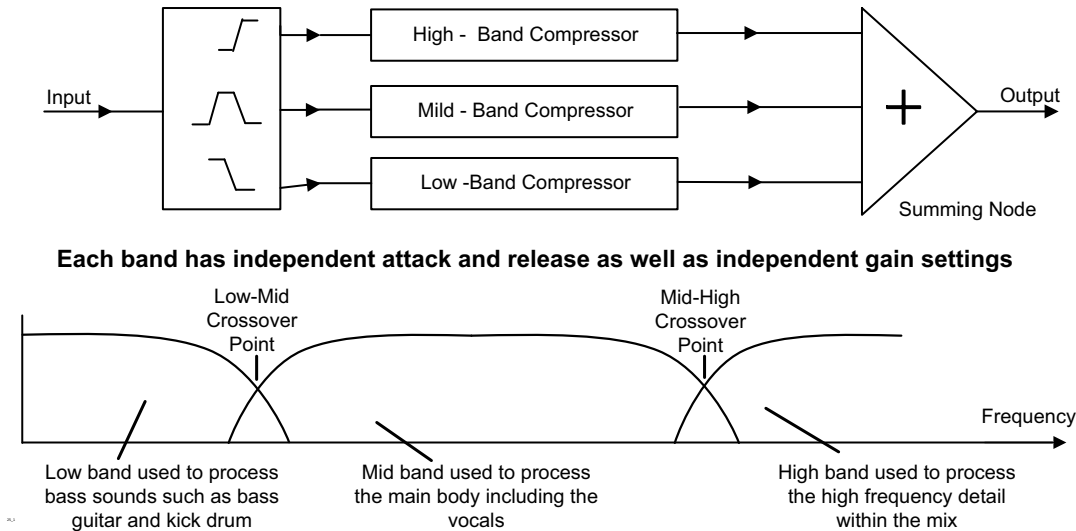 High - Band Compressor
Input
Mild - Band Compressor
Output
Low -Band Compressor
Summing Node
Each band has independent attack and release as well as independent gain settings
Low-Mid
Crossover
Point
Mid-High
Crossover
Point
Frequency
Low band used to process
bass sounds such as bass
guitar and kick drum
Mid band used to process
the main body including the
vocals
High band used to process
the high frequency detail
within the mix